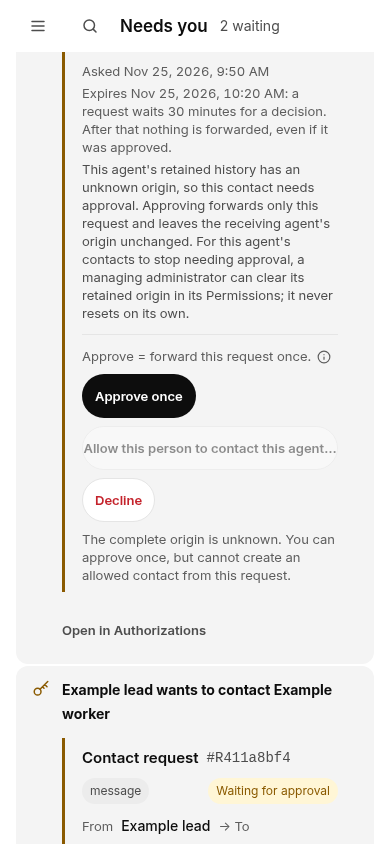 Needs you 2 waiting
Asked Nov 25, 2026, 9:50 AM
Expires Nov 25, 2026, 10:20 AM: a
request waits 30 minutes for a decision.
After that nothing is forwarded, even if it
was approved.
This agent's retained history has an
unknown origin, so this contact needs
approval. Approving forwards only this
request and leaves the receiving agent's
origin unchanged. For this agent's
contacts to stop needing approval, a
managing administrator can clear its
retained origin in its Permissions; it never
resets on its own.
Approve = forward this request once.
Approve once
Allow this person to contact this agent…
Decline
The complete origin is unknown. You can
approve once, but cannot create an
allowed contact from this request.
Open in Authorizations
Example lead wants to contact Example
worker
Contact request #R411a8bf4
message Waiting for approval
From Example lead → To